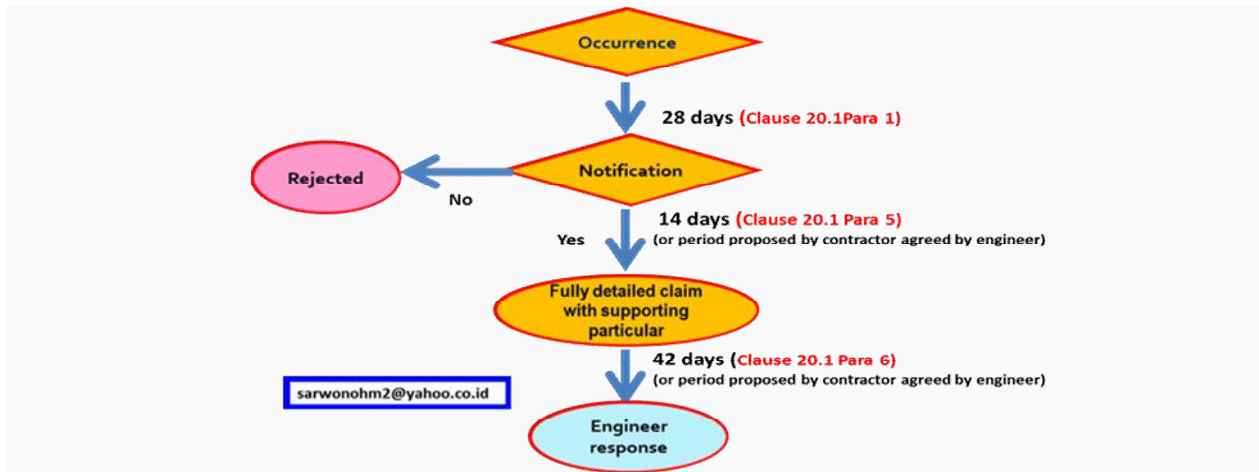 Occurrence
28 days (Clause 20.1Para 1)
Notification
Rejected
No
14 days (Clause 20.1 Para 5)
(or period proposed by contractor agreed by engineer)
Yes
Fully detailed claim
with supporting
particular
42 days (Clause 20.1 Para 6)
(or period proposed by contractor agreed by engineer)
sarwonohm2@yahoo.co.id
Engineer
response